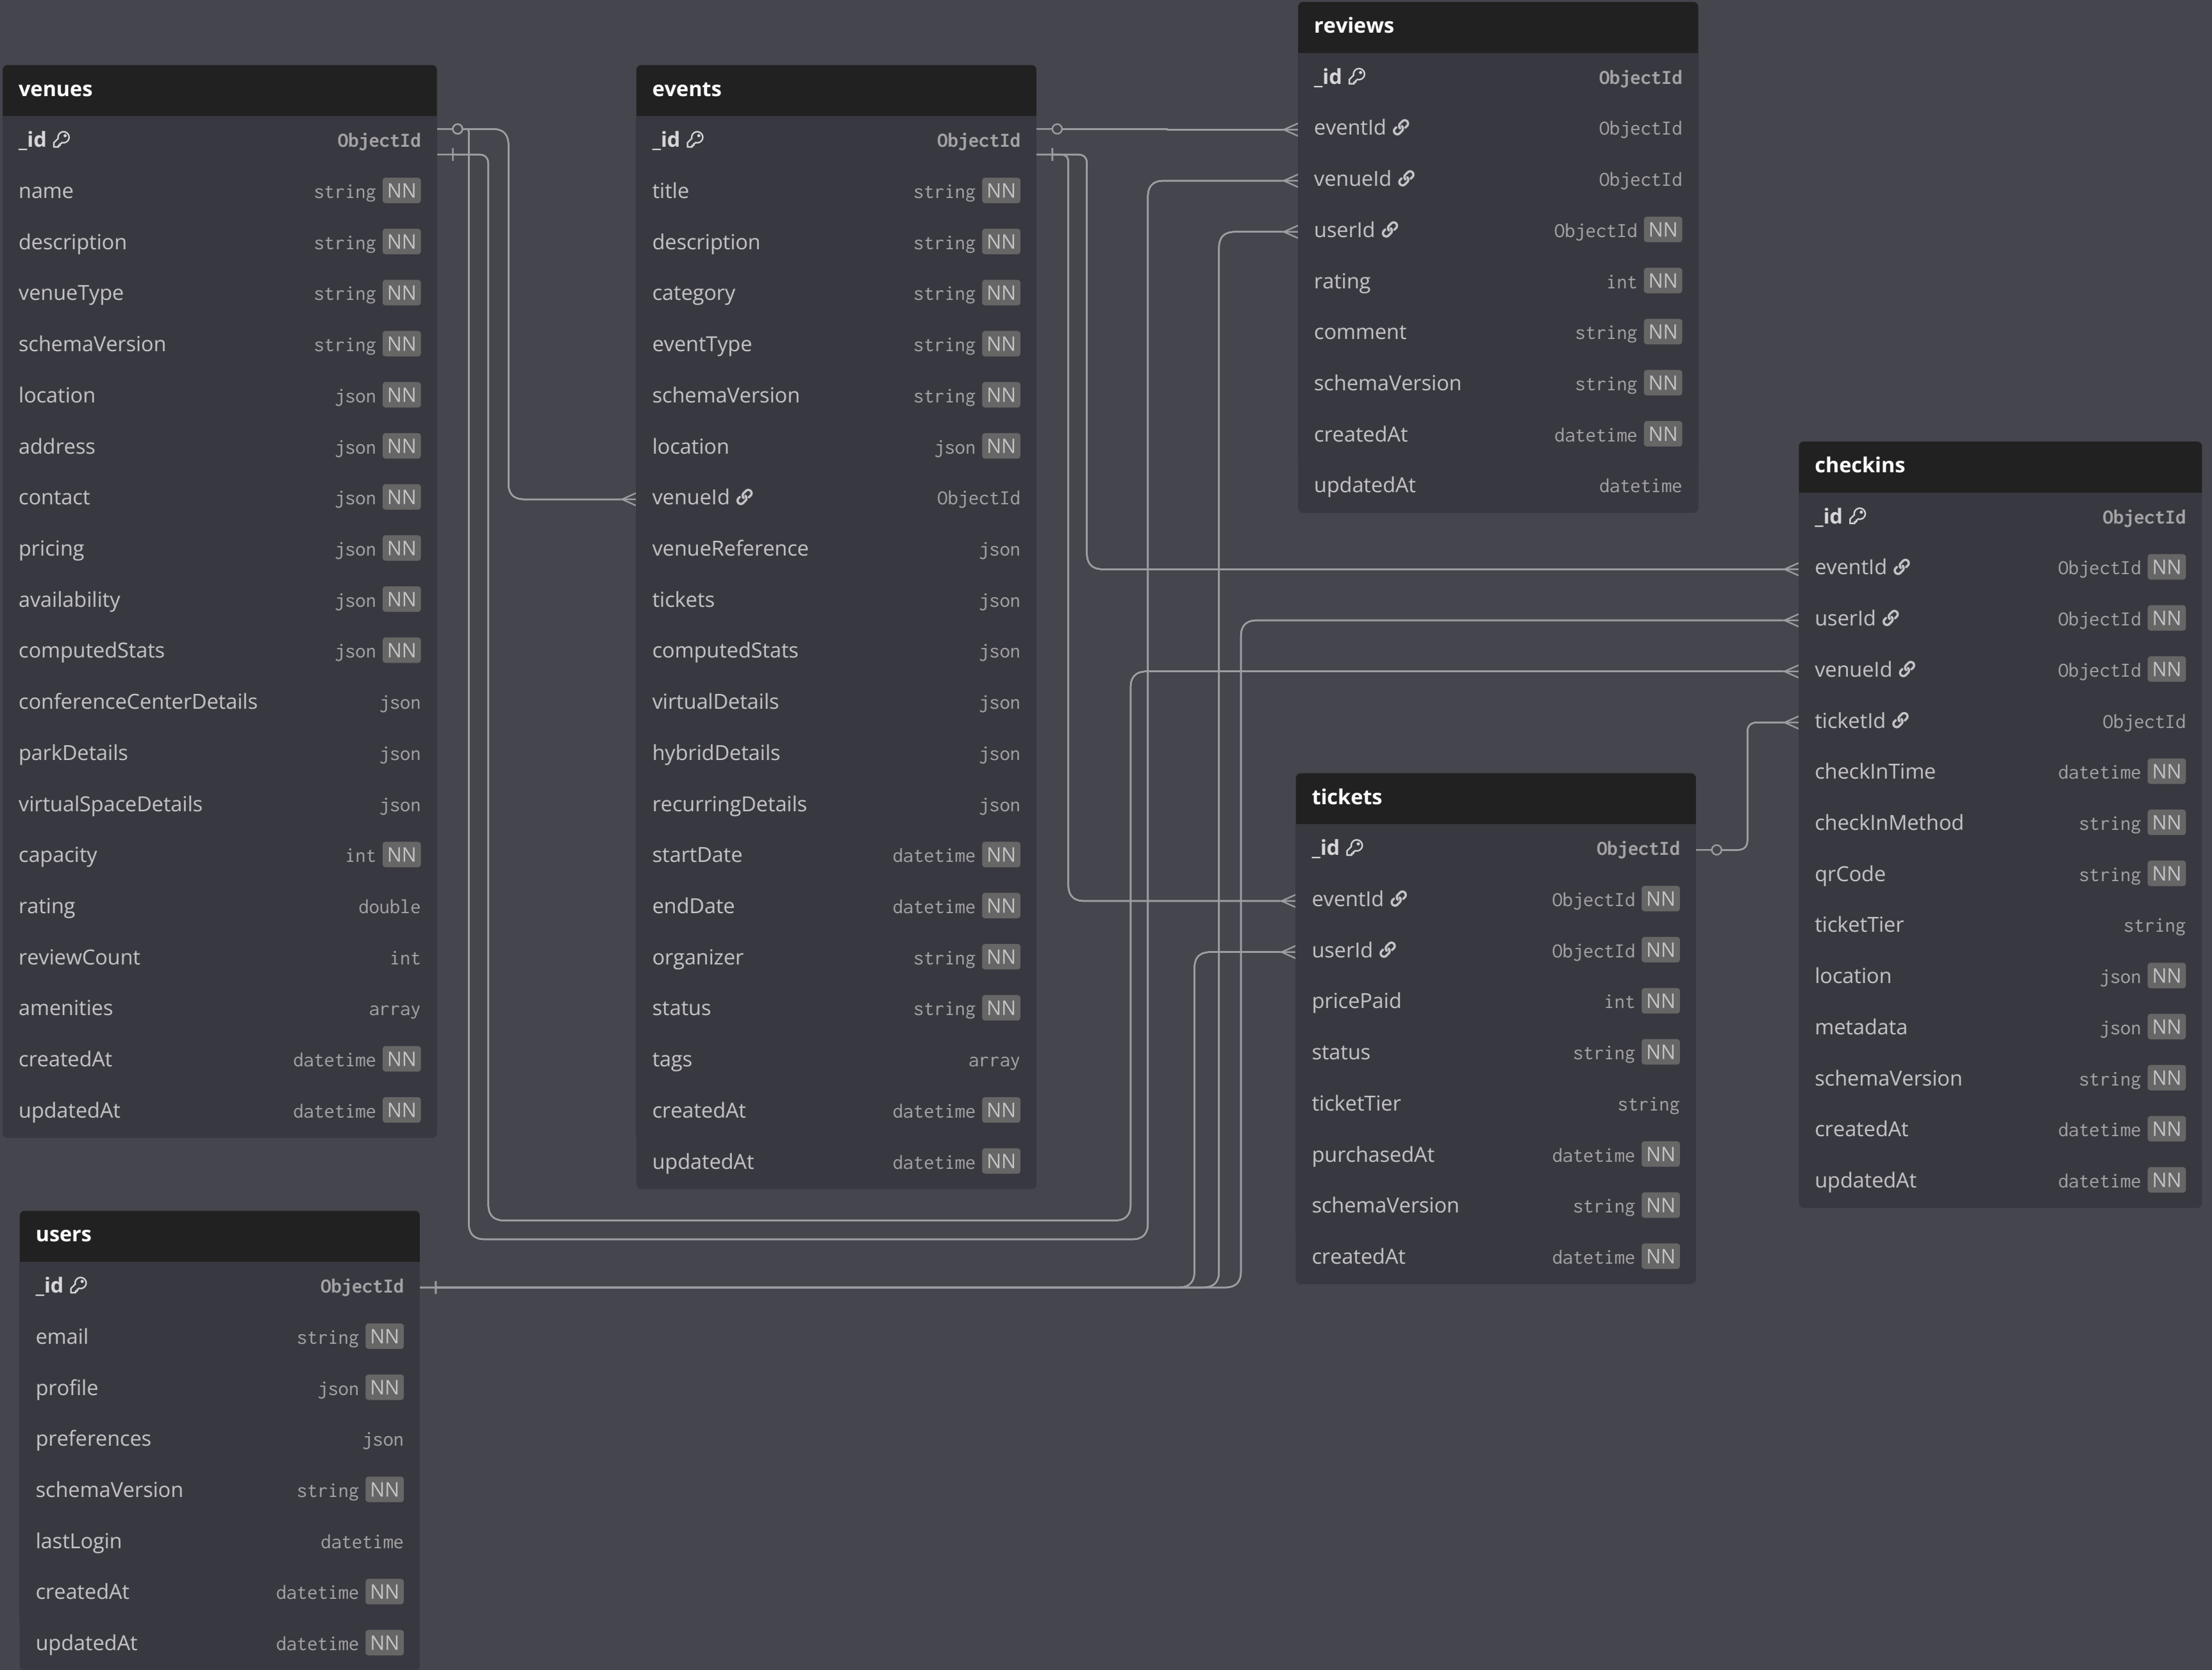 venues
_id ObjectId
name string NN
description string NN
venueType string NN
schemaVersion string NN
location json NN
address json NN
contact json NN
pricing json NN
availability json NN
computedStats json NN
conferenceCenterDetails json
parkDetails json
virtualSpaceDetails json
capacity int NN
rating double
reviewCount int
amenities array
createdAt datetime NN
updatedAt datetime NN
users
_id ObjectId
email string NN
profile json NN
preferences json
schemaVersion string NN
lastLogin datetime
createdAt datetime NN
updatedAt datetime NN
events
_id ObjectId
title string NN
description string NN
category string NN
eventType string NN
schemaVersion string NN
location json NN
venueId ObjectId
venueReference json
tickets json
computedStats json
virtualDetails json
hybridDetails json
recurringDetails json
startDate datetime NN
endDate datetime NN
organizer string NN
status string NN
tags array
createdAt datetime NN
updatedAt datetime NN
reviews
_id ObjectId
eventId ObjectId
venueId ObjectId
userId ObjectId NN
rating int NN
comment string NN
schemaVersion string NN
createdAt datetime NN
updatedAt datetime
tickets
_id ObjectId
eventId ObjectId NN
userId ObjectId NN
pricePaid int NN
status string NN
ticketTier string
purchasedAt datetime NN
schemaVersion string NN
createdAt datetime NN
checkins
_id ObjectId
eventId ObjectId NN
userId ObjectId NN
venueId ObjectId NN
ticketId ObjectId
checkInTime datetime NN
checkInMethod string NN
qrCode string NN
ticketTier string
location json NN
metadata json NN
schemaVersion string NN
createdAt datetime NN
updatedAt datetime NN